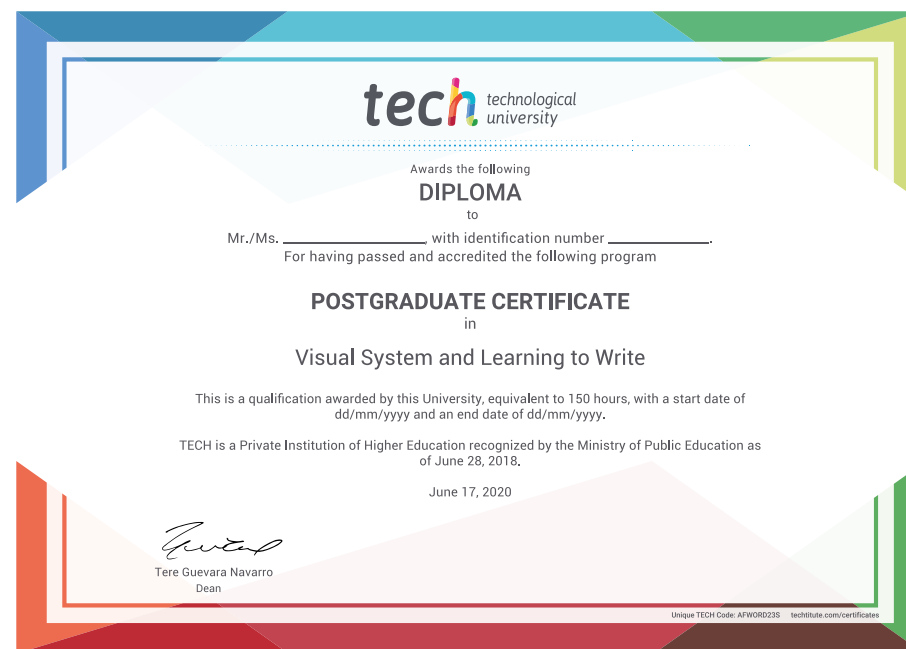 tech technological
university
Awards the following
DIPLOMA
to
Mr./Ms. ____________________, with identification number ______________.
For having passed and accredited the following program
POSTGRADUATE CERTIFICATE
in
Visual System and Learning to Write
This is a qualification awarded by this University, equivalent to 150 hours, with a start date of
dd/mm/yyyy and an end date of dd/mm/yyyy.
TECH is a Private Institution of Higher Education recognized by the Ministry of Public Education as
of June 28, 2018.
June 17, 2020
Tere Guevara Navarro
Dean
Unique TECH Code: AFWORD23S techtitute.com/certificates